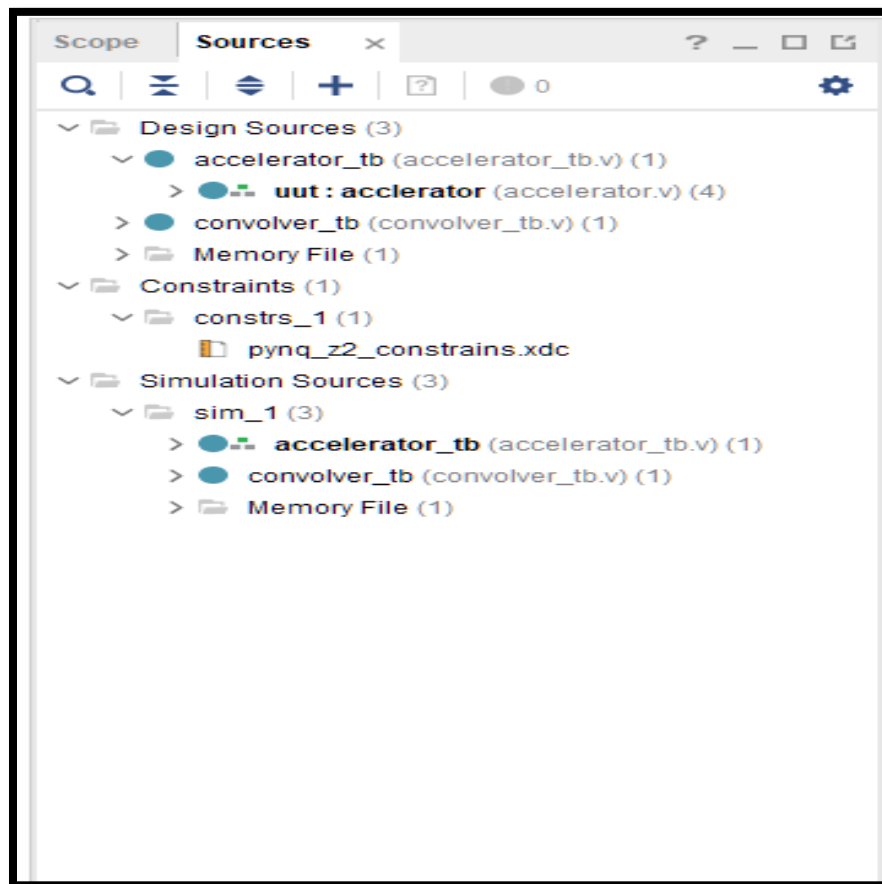 Scope Sources × ? _
0
Design Sources (3)
accelerator_tb (accelerator_tb.v) (1)
uut : acclerator (accelerator.v) (4)
convolver_tb (convolver_tb.v) (1)
Memory File (1)
Constraints (1)
constrs_1 (1)
pynq_z2_constrains.xdc
Simulation Sources (3)
sim_1 (3)
accelerator_tb (accelerator_tb.v) (1)
convolver_tb (convolver_tb.v) (1)
Memory File (1)